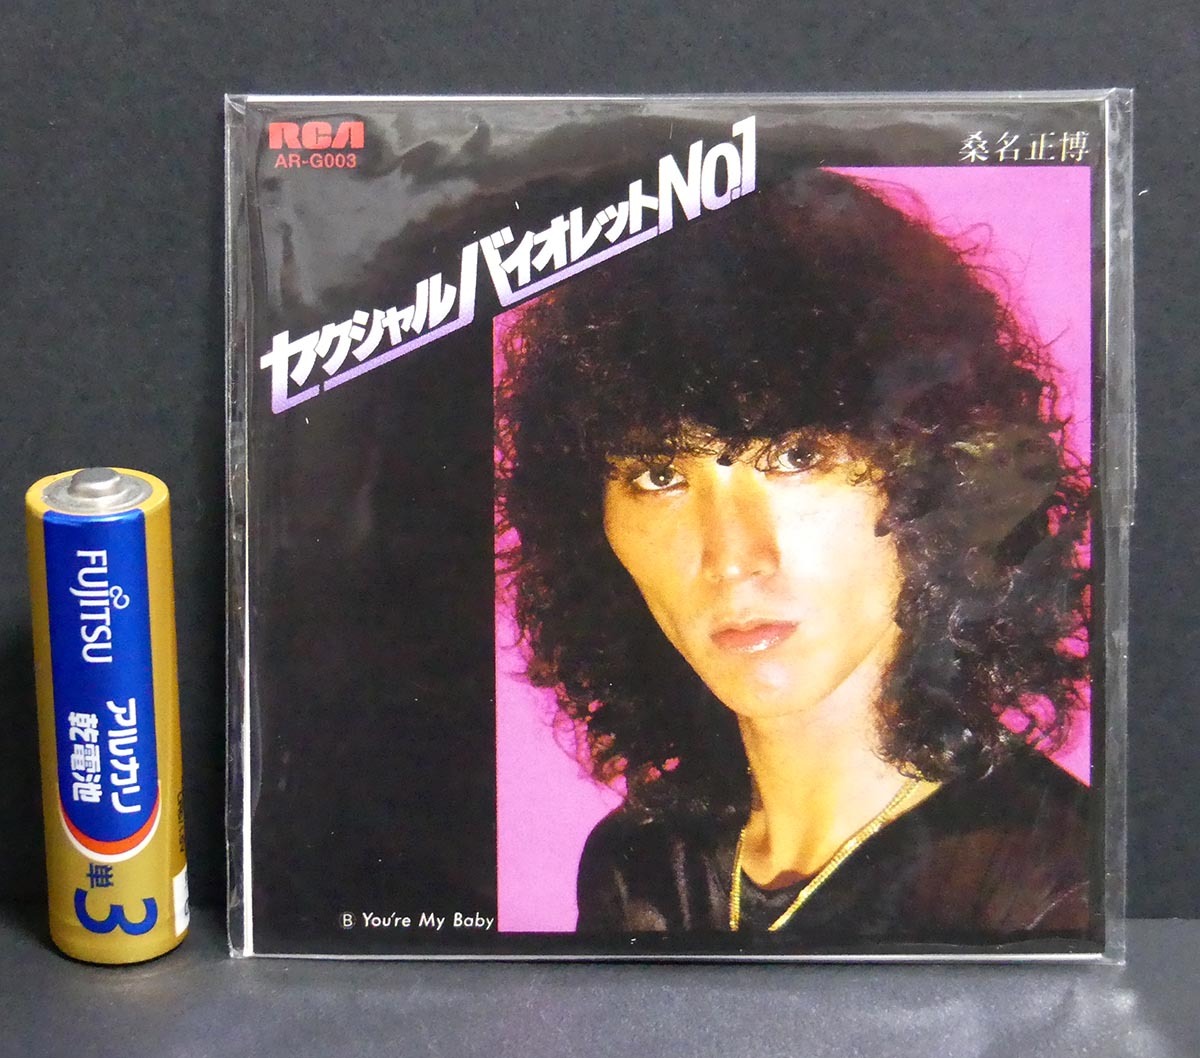 RCA
AR-G003
桑名正博
セクシャルバイオレットNo.1
Ⓑ You're My Baby
FUJITSU
アルカリ
乾電池
単3